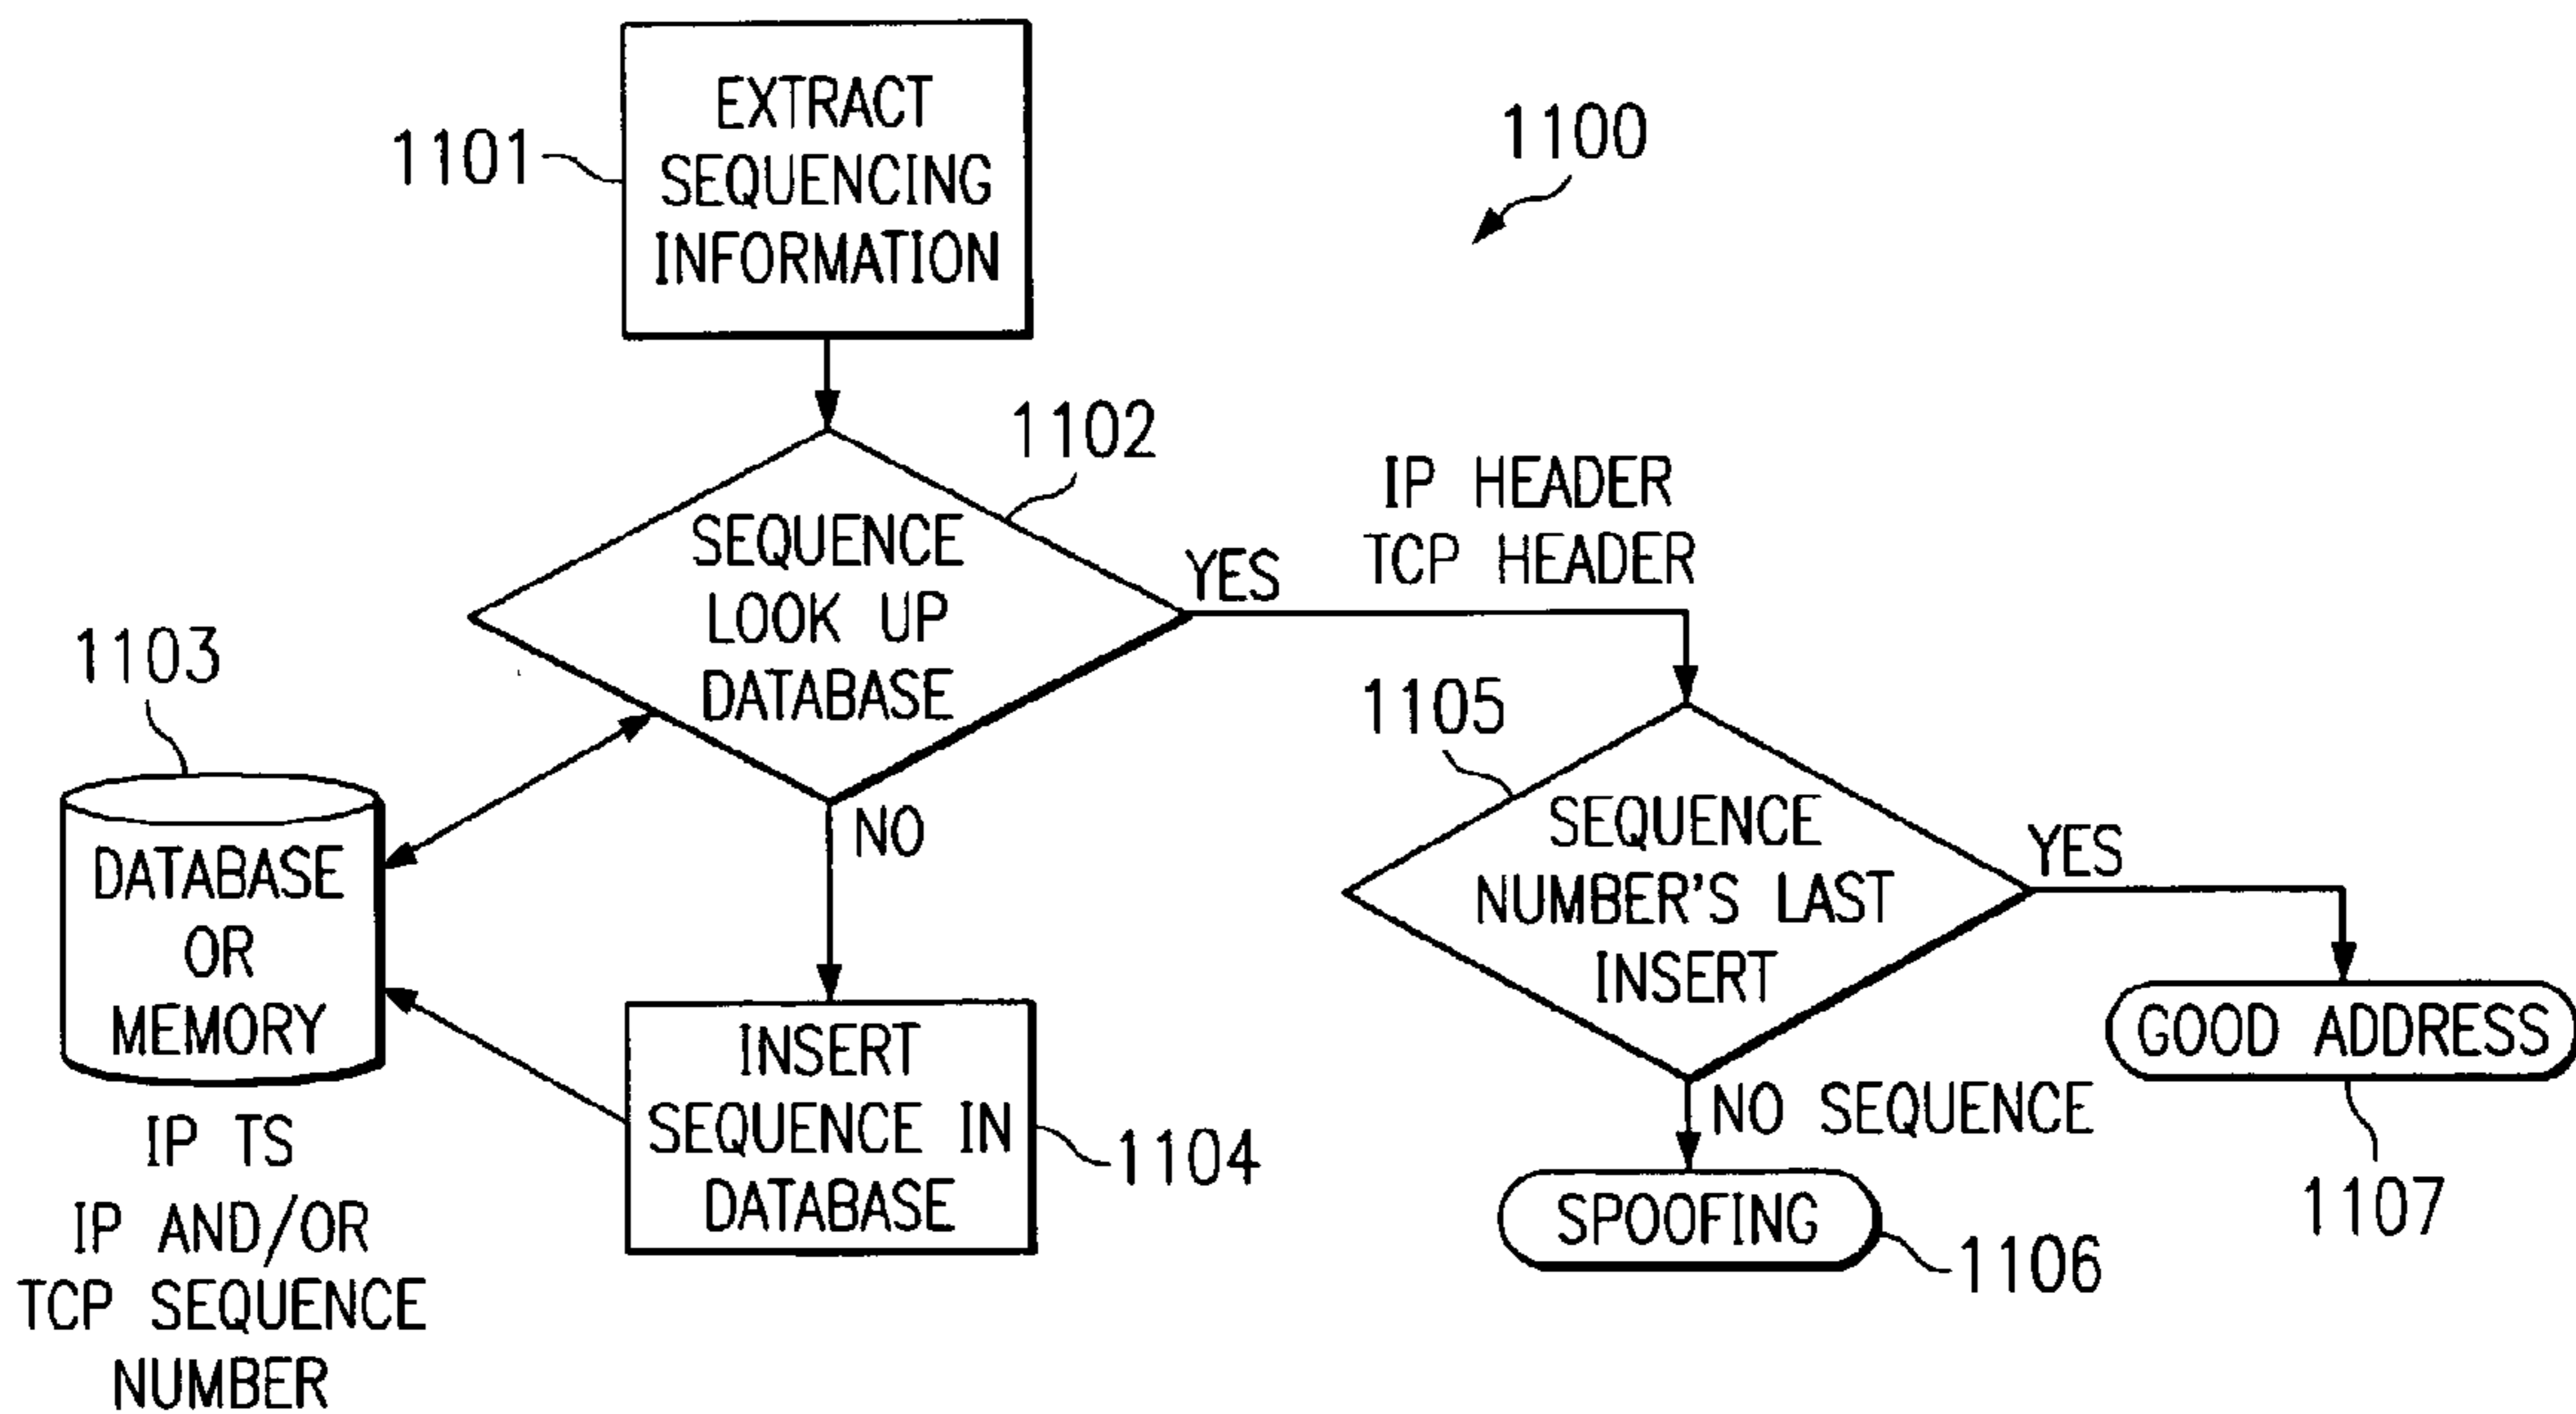 EXTRACT
SEQUENCING
INFORMATION
1101
1100
1102
SEQUENCE
LOOK UP
DATABASE
YES
IP HEADER
TCP HEADER
1103
DATABASE
OR
MEMORY
IP TS
IP AND/OR
TCP SEQUENCE
NUMBER
NO
INSERT
SEQUENCE IN
DATABASE
1104
1105
SEQUENCE
NUMBER'S LAST
INSERT
YES
GOOD ADDRESS
1107
NO SEQUENCE
SPOOFING
1106